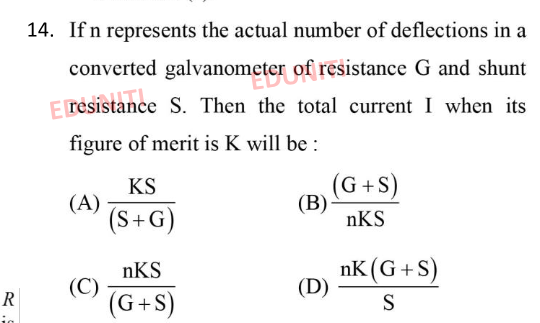 14. If n represents the actual number of deflections in a
converted galvanometer of resistance G and shunt
EDUNITI
resistance S. Then the total current I when its
EDUNITI
figure of merit is K will be :
(A) KS / (S+G)
(B) (G+S) / nKS
(C) nKS / (G+S)
(D) nK(G+S) / S
R